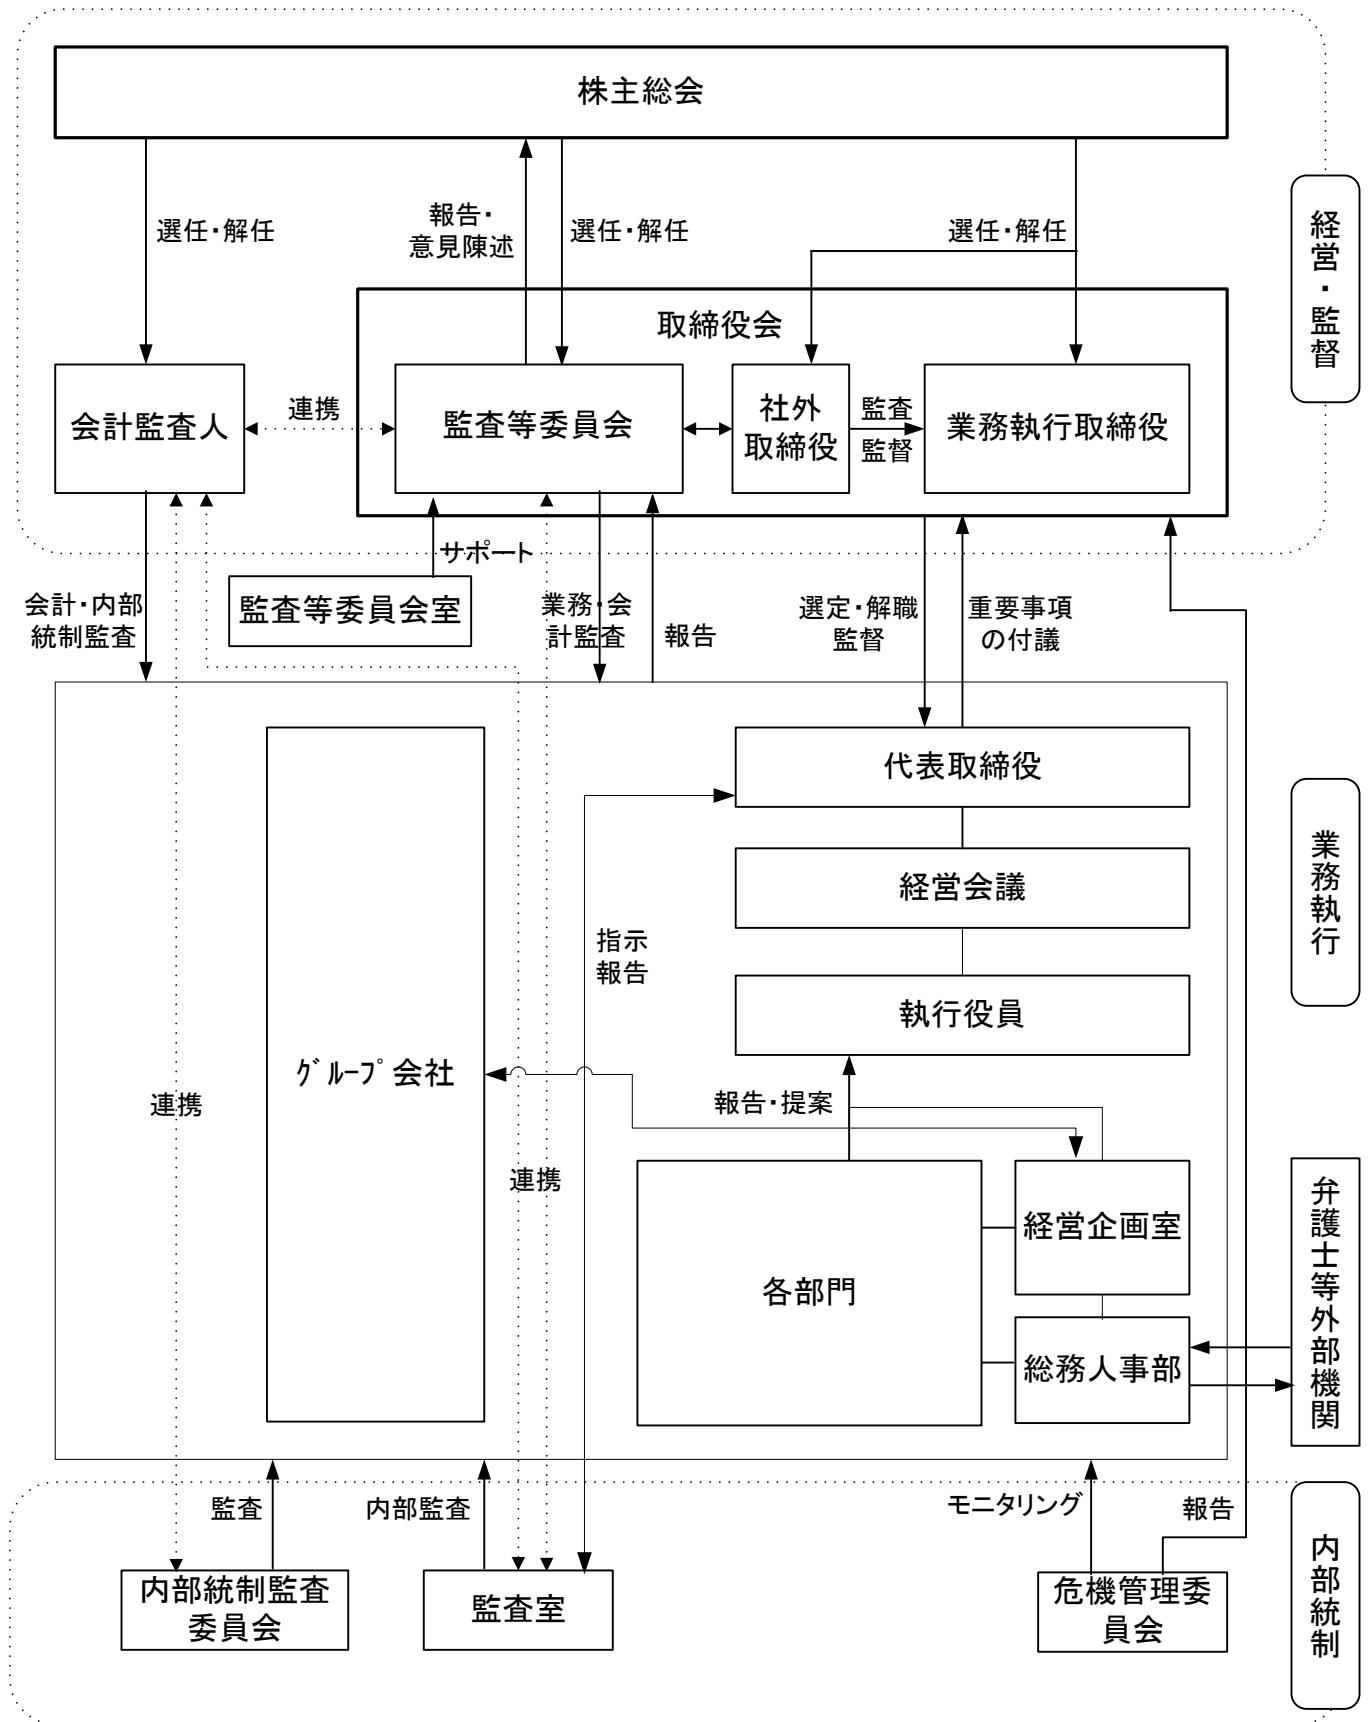 株主総会
選任・解任
報告・
意見陳述
選任・解任
選任・解任
経営・監督
取締役会
会計監査人
連携
監査等委員会
社外
取締役
監査
監督
業務執行取締役
サポート
監査等委員会室
会計・内部
統制監査
業務・会
計監査
報告
選定・解職
監督
重要事項
の付議
代表取締役
経営会議
業務執行
指示
報告
執行役員
ｸﾞﾙｰﾌﾟ会社
連携
報告・提案
連携
経営企画室
各部門
総務人事部
弁護士等外部機関
監査
内部監査
モニタリング
報告
内部統制監査
委員会
監査室
危機管理委
員会
内部統制